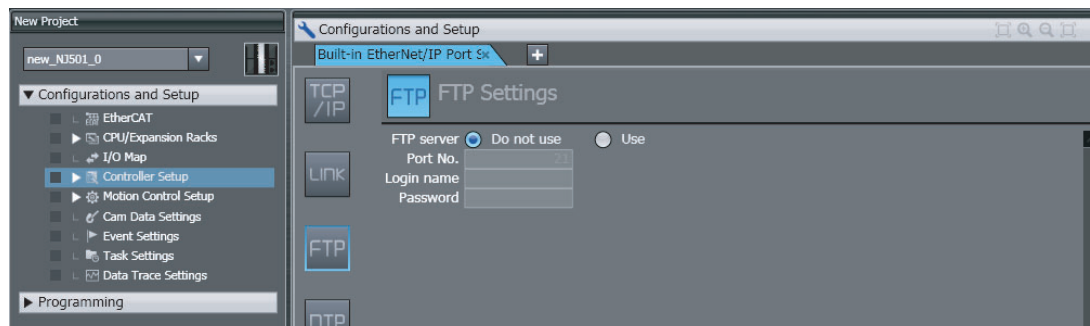 New Project
new_NJ501_0
Configurations and Setup
EtherCAT
CPU/Expansion Racks
I/O Map
Controller Setup
Motion Control Setup
Cam Data Settings
Event Settings
Task Settings
Data Trace Settings
Programming
Configurations and Setup
Built-in EtherNet/IP Port S
TCP/IP
LINK
FTP
NTP
FTP FTP Settings
FTP server Do not use Use
Port No. 21
Login name
Password